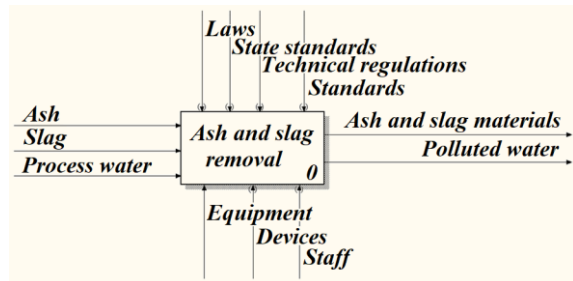 Laws
State standards
Technical regulations
Standards
Ash
Slag
Process water
Ash and slag
removal
0
Ash and slag materials
Polluted water
Equipment
Devices
Staff